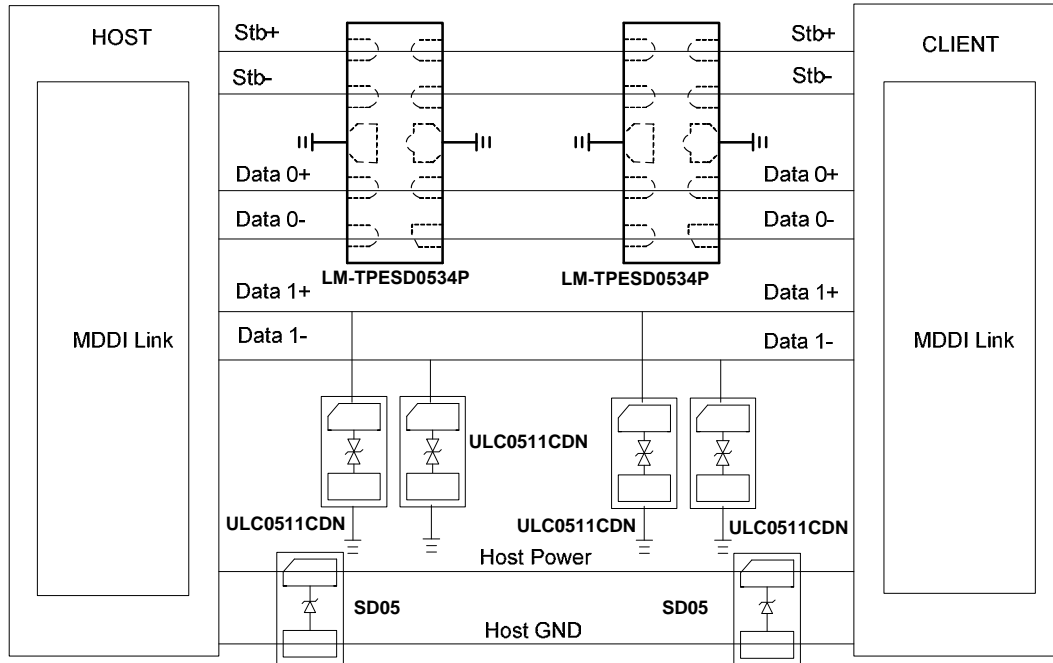 HOST
CLIENT
Stb+
Stb+
Stb-
Stb-
Data 0+
Data 0+
Data 0-
Data 0-
LM-TPESD0534P
LM-TPESD0534P
Data 1+
Data 1+
MDDI Link
Data 1-
Data 1-
MDDI Link
ULC0511CDN
ULC0511CDN
ULC0511CDN
ULC0511CDN
Host Power
SD05
SD05
Host GND